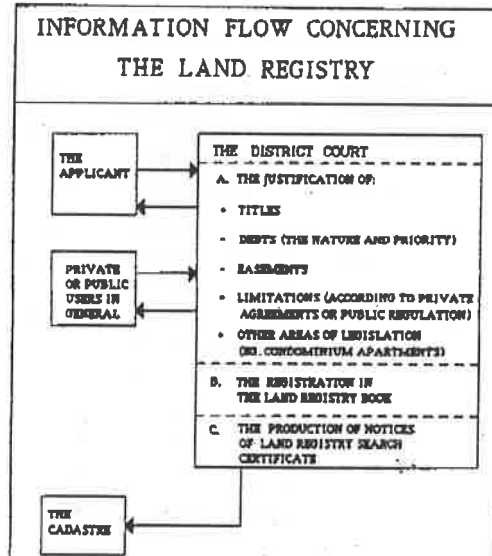 INFORMATION FLOW CONCERNING
THE LAND REGISTRY
THE
APPLICANT
PRIVATE
OR PUBLIC
USERS IN
GENERAL
THE
CADASTRE
THE DISTRICT COURT
A. THE JUSTIFICATION OF:
• TITLES
- DEBTS (THE NATURE AND PRIORITY)
- EASEMENTS
• LIMITATIONS (ACCORDING TO PRIVATE
AGREEMENTS OR PUBLIC REGULATION)
• OTHER AREAS OF LEGISLATION
(EG. CONDOMINIUM APARTMENTS)
B. THE REGISTRATION IN
THE LAND REGISTRY BOOK
C. THE PRODUCTION OF NOTICES
OF LAND REGISTRY SEARCH
CERTIFICATE